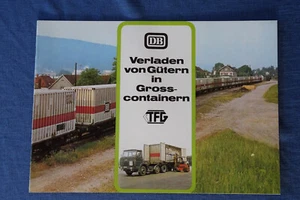 DB
Verladen
von Gütern
in
Gross-
containern
TFG